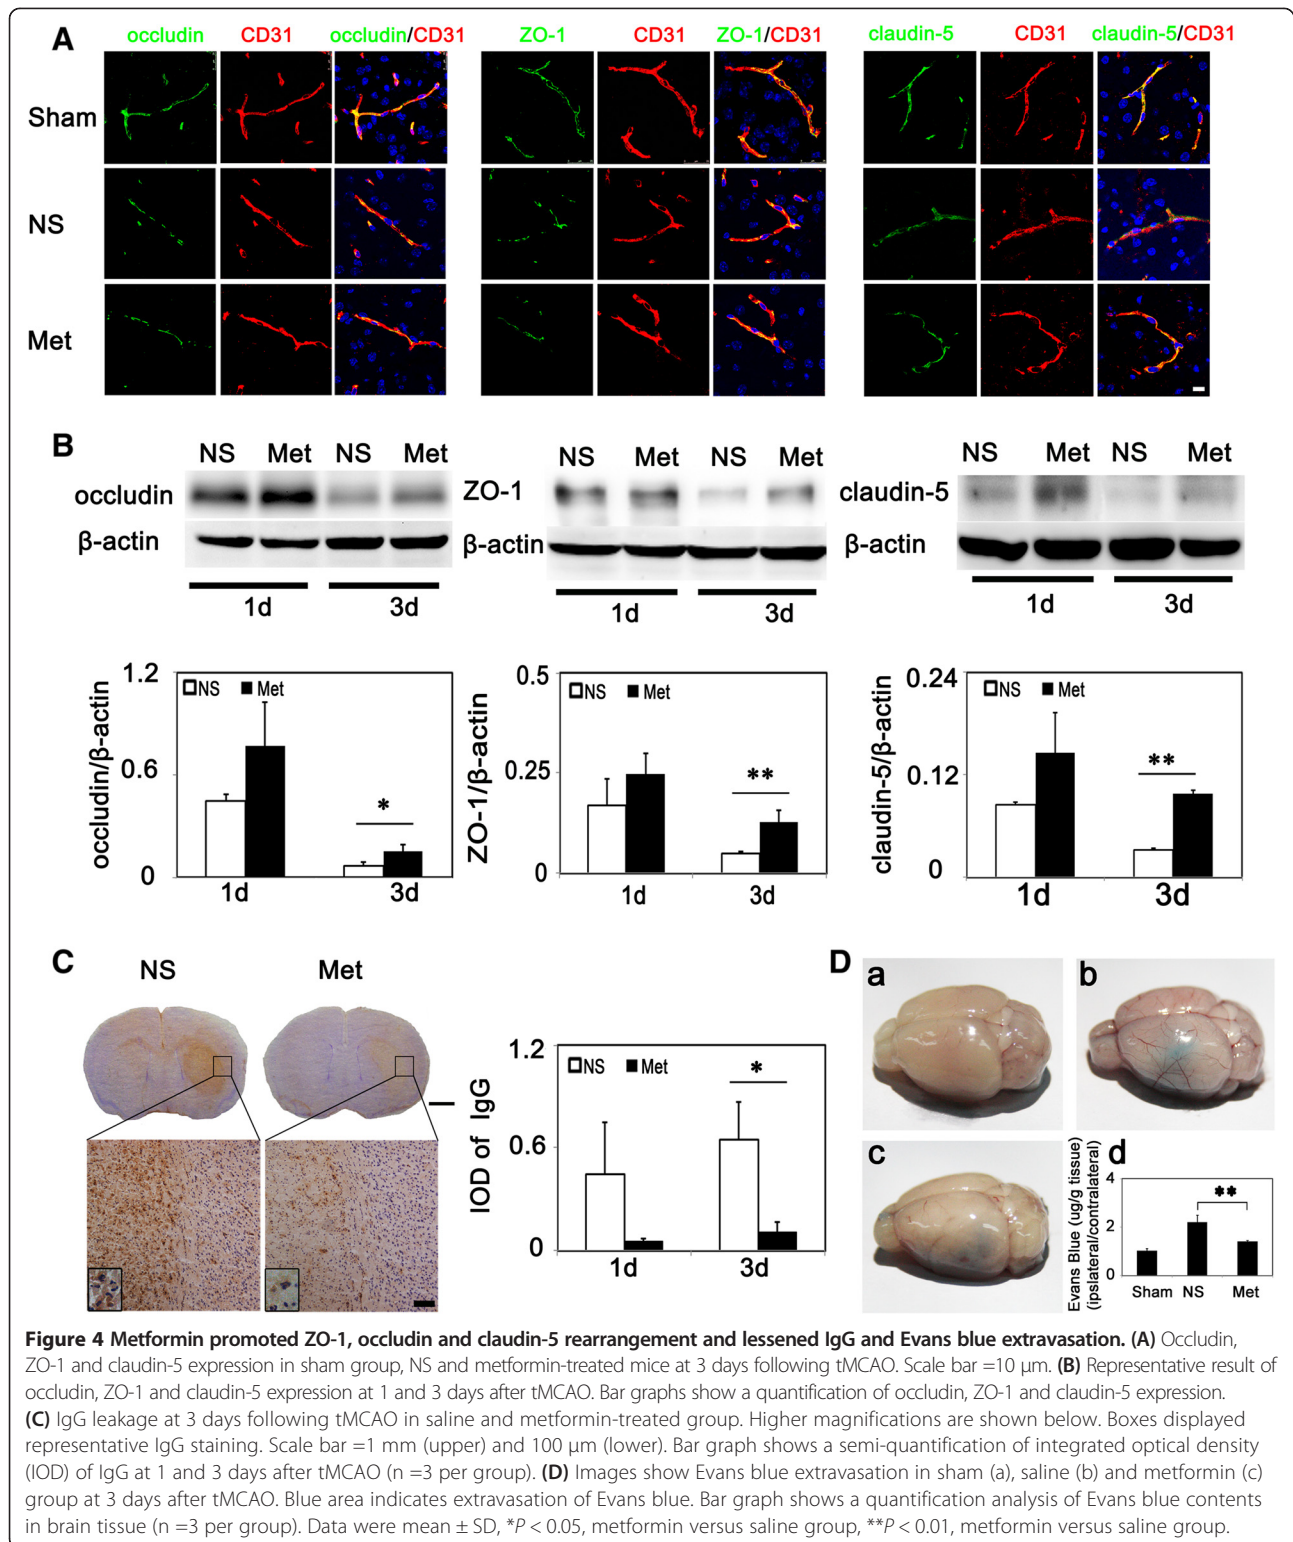 A
occludin CD31 occludin/CD31 ZO-1 CD31 ZO-1/CD31 claudin-5 CD31 claudin-5/CD31
Sham
NS
Met
B
NS Met NS Met NS Met NS Met NS Met NS Met
occludin ZO-1 claudin-5
β-actin β-actin β-actin
1d 3d 1d 3d 1d 3d
occludin/β-actin
1.2
0.6
0
NS Met
*
1d 3d
ZO-1/β-actin
0.5
0.25
0
NS Met
**
1d 3d
claudin-5/β-actin
0.24
0.12
0
NS Met
**
1d 3d
C
NS Met
IOD of IgG
1.2
0.6
0
NS Met
*
1d 3d
D
a
b
c
d
Evans Blue (ug/g tissue)
(ipslateral/contralateral)
4
2
0
**
Sham NS Met
Figure 4 Metformin promoted ZO-1, occludin and claudin-5 rearrangement and lessened IgG and Evans blue extravasation. (A) Occludin,
ZO-1 and claudin-5 expression in sham group, NS and metformin-treated mice at 3 days following tMCAO. Scale bar =10 μm. (B) Representative result of
occludin, ZO-1 and claudin-5 expression at 1 and 3 days after tMCAO. Bar graphs show a quantification of occludin, ZO-1 and claudin-5 expression.
(C) IgG leakage at 3 days following tMCAO in saline and metformin-treated group. Higher magnifications are shown below. Boxes displayed
representative IgG staining. Scale bar =1 mm (upper) and 100 μm (lower). Bar graph shows a semi-quantification of integrated optical density
(IOD) of IgG at 1 and 3 days after tMCAO (n =3 per group). (D) Images show Evans blue extravasation in sham (a), saline (b) and metformin (c)
group at 3 days after tMCAO. Blue area indicates extravasation of Evans blue. Bar graph shows a quantification analysis of Evans blue contents
in brain tissue (n =3 per group). Data were mean ± SD, *P < 0.05, metformin versus saline group, **P < 0.01, metformin versus saline group.